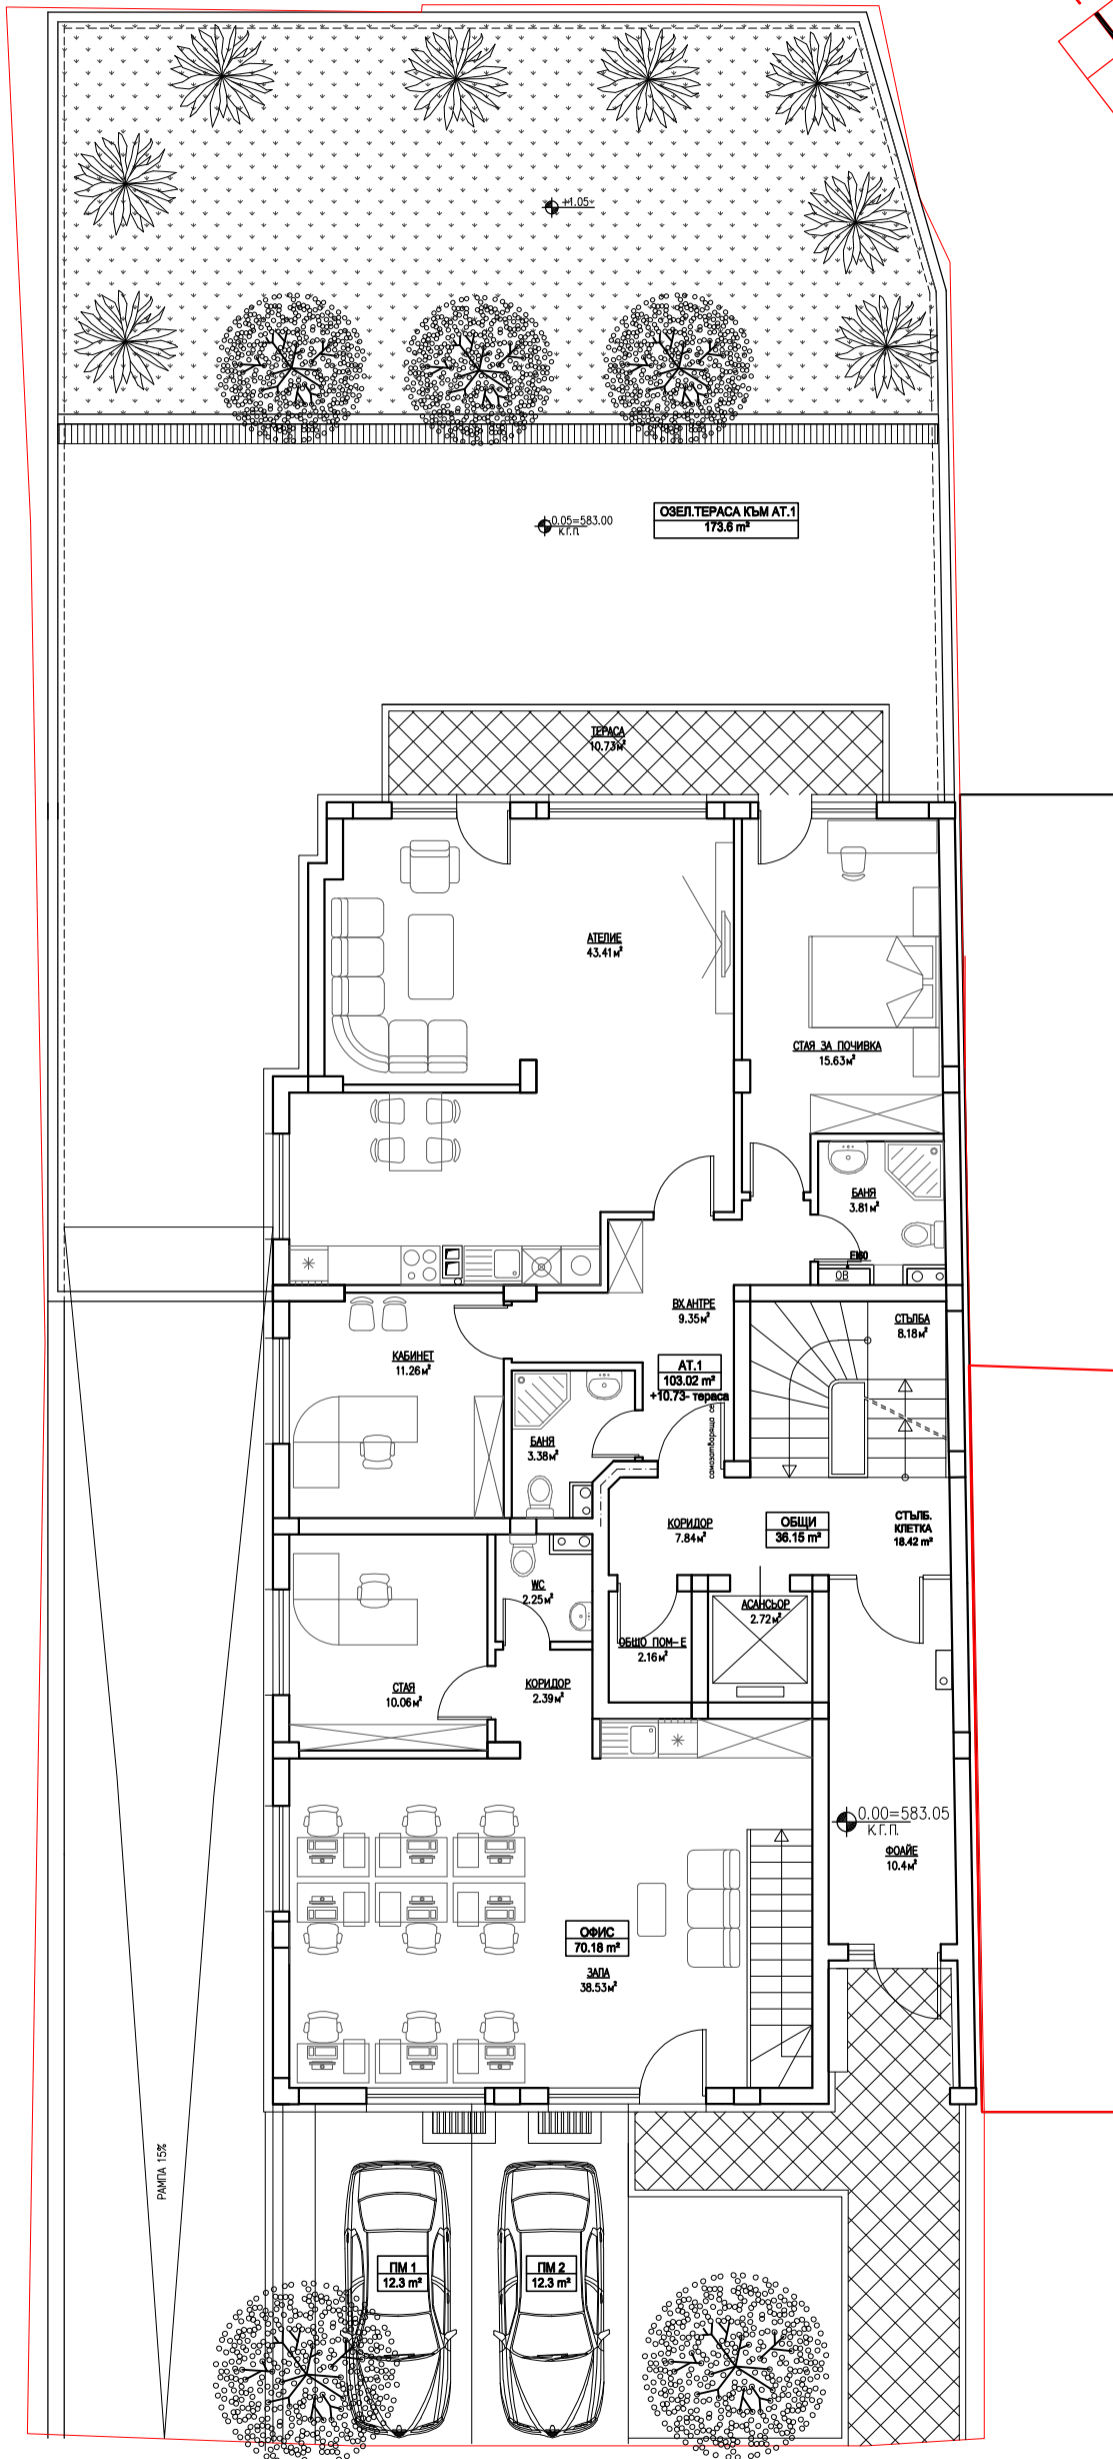 +1.05
0.05=583.00
К.Г.П.
ОЗЕЛ.ТЕРАСА КЪМ АТ.1
173.6 m²
ТЕРАСА
10.73м²
АТЕЛИЕ
43.41м²
СТАЯ ЗА ПОЧИВКА
15.63м²
БАНЯ
3.81м²
EI60
ОВ
ВХ.АНТРЕ
9.35м²
СТЪЛБА
8.18м²
КАБИНЕТ
11.26м²
АТ.1
103.02 m²
+10.73- тераса
БАНЯ
3.38м²
самозатваряща се
КОРИДОР
7.84м²
ОБЩИ
36.15 m²
СТЪЛБ.
КЛЕТКА
18.42 m²
WC
2.25м²
АСАНСЬОР
2.72м²
ОБЩО ПОМ-Е
2.16м²
СТАЯ
10.06м²
КОРИДОР
2.39м²
0.00=583.05
К.Г.П.
ФОАЙЕ
10.4м²
ОФИС
70.18 m²
ЗАЛА
38.53м²
РАМПА 15%
ПМ 1
12.3 m²
ПМ 2
12.3 m²